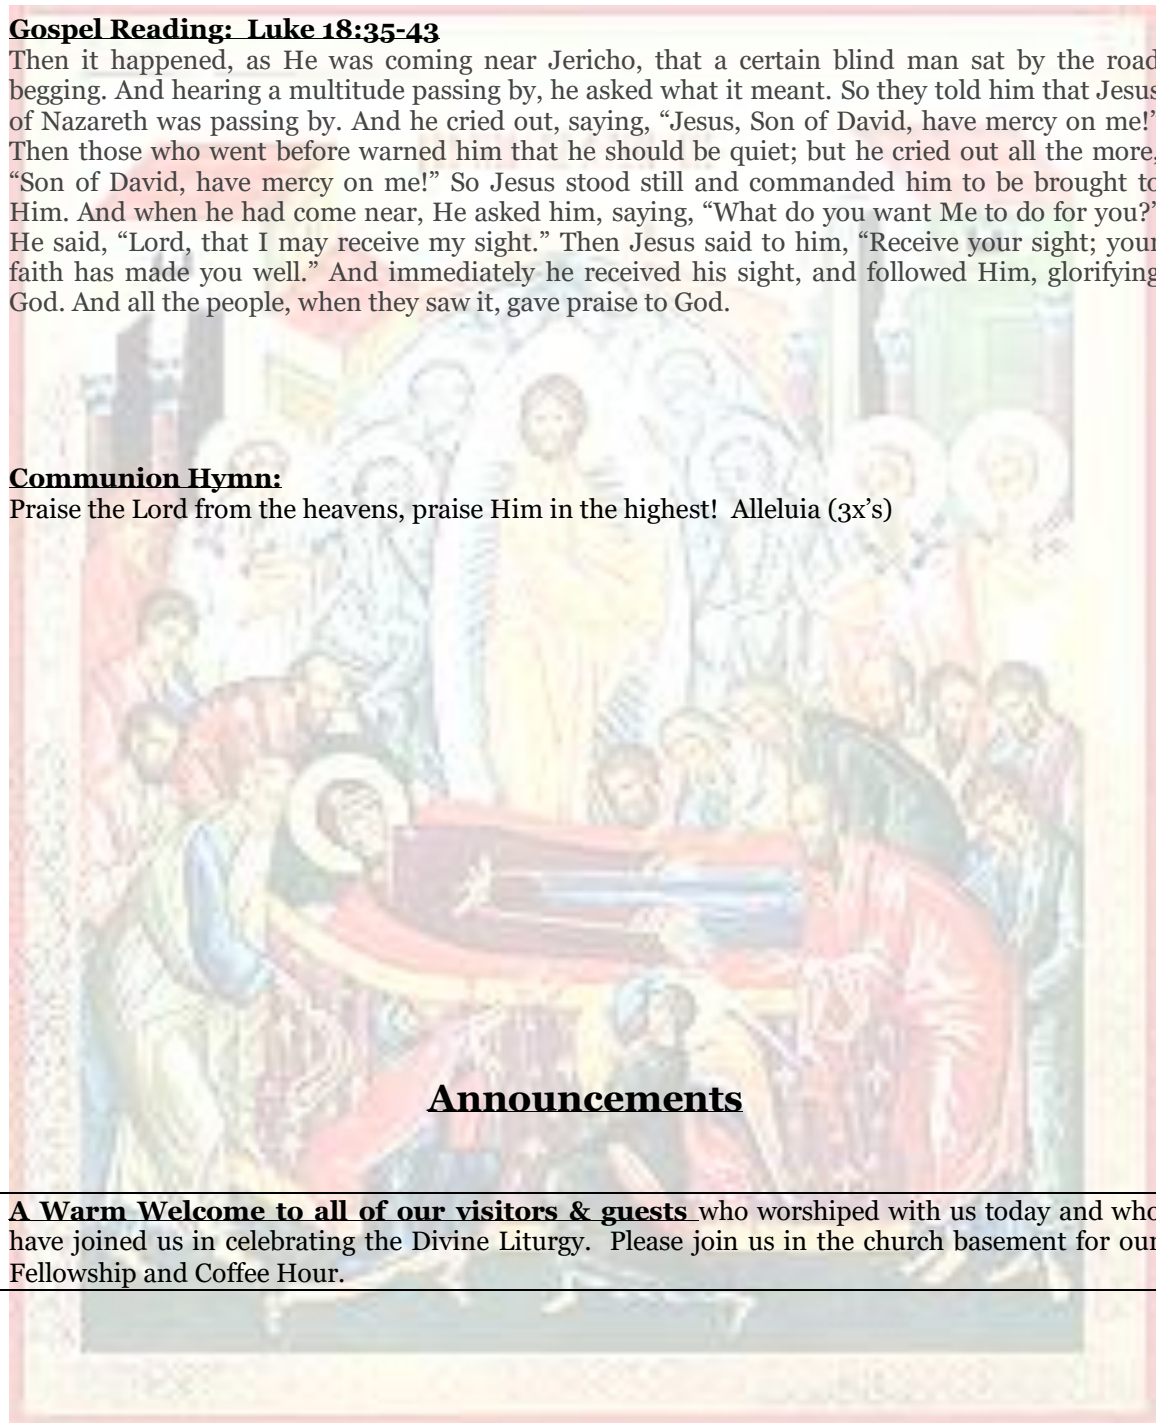 Gospel Reading:  Luke 18:35-43
Then it happened, as He was coming near Jericho, that a certain blind man sat by the road
begging. And hearing a multitude passing by, he asked what it meant. So they told him that Jesus
of Nazareth was passing by. And he cried out, saying, “Jesus, Son of David, have mercy on me!”
Then those who went before warned him that he should be quiet; but he cried out all the more,
“Son of David, have mercy on me!” So Jesus stood still and commanded him to be brought to
Him. And when he had come near, He asked him, saying, “What do you want Me to do for you?”
He said, “Lord, that I may receive my sight.” Then Jesus said to him, “Receive your sight; your
faith has made you well.” And immediately he received his sight, and followed Him, glorifying
God. And all the people, when they saw it, gave praise to God.
Communion Hymn:
Praise the Lord from the heavens, praise Him in the highest!  Alleluia (3x’s)
Announcements
A Warm Welcome to all of our visitors & guests who worshiped with us today and who
have joined us in celebrating the Divine Liturgy.  Please join us in the church basement for our
Fellowship and Coffee Hour.